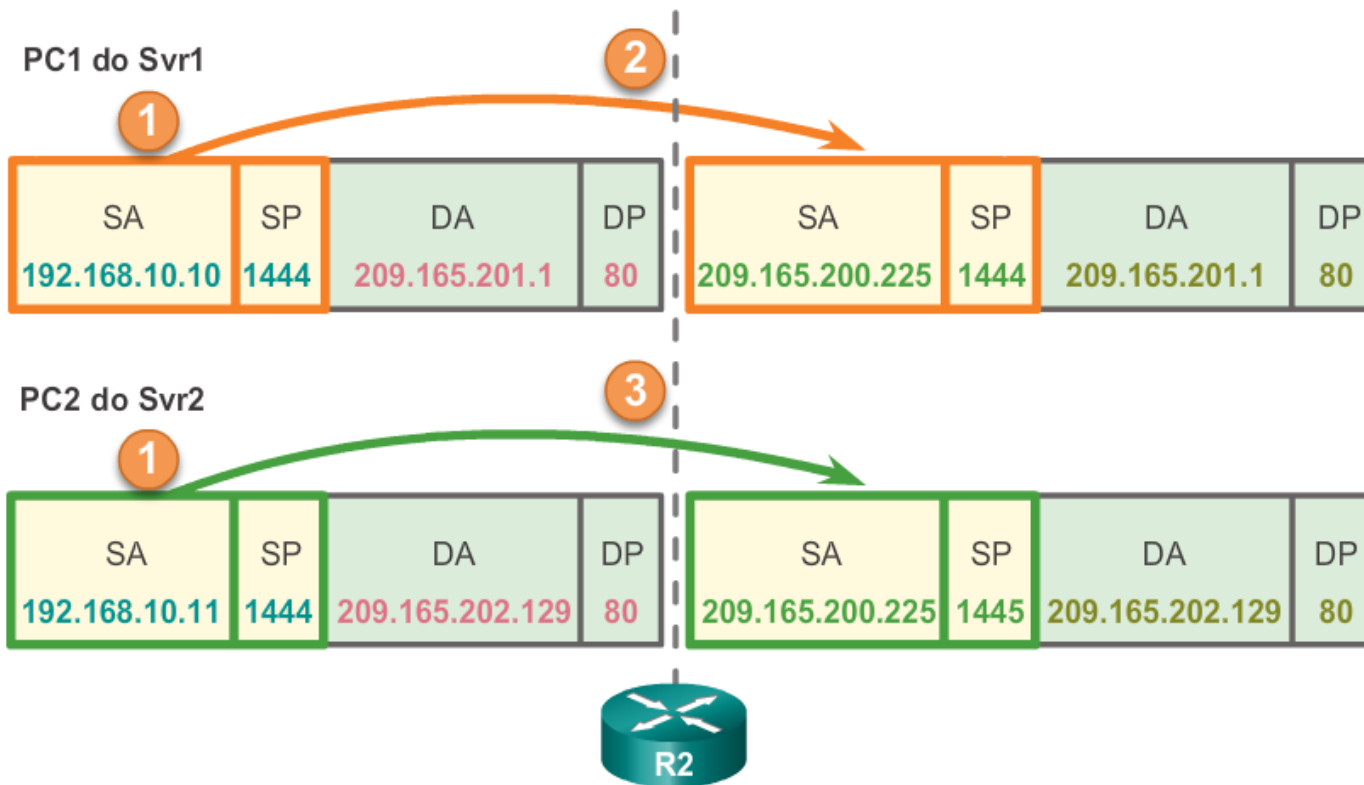 PC1 do Svr1
1
2
SA SP DA DP SA SP DA DP
192.168.10.10 1444 209.165.201.1 80 209.165.200.225 1444 209.165.201.1 80
PC2 do Svr2
1
3
SA SP DA DP SA SP DA DP
192.168.10.11 1444 209.165.202.129 80 209.165.200.225 1445 209.165.202.129 80
R2